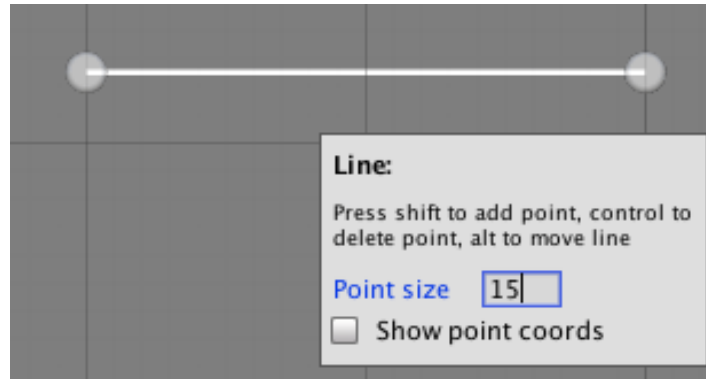 Line:
Press shift to add point, control to
delete point, alt to move line
Point size 15
Show point coords